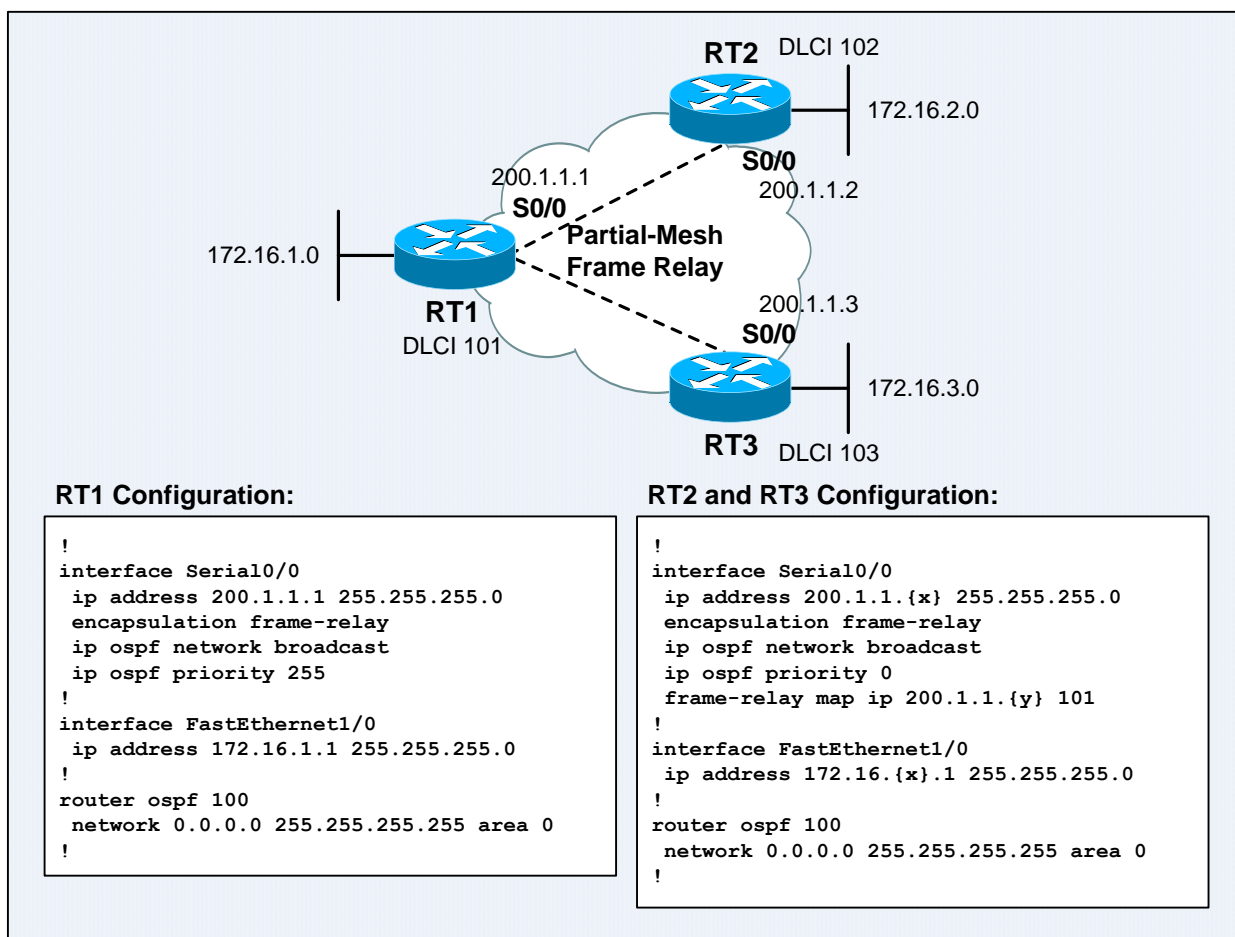 RT2
DLCI 102
172.16.2.0
S0/0
200.1.1.2
200.1.1.1
S0/0
172.16.1.0
Partial-Mesh
Frame Relay
RT1
DLCI 101
200.1.1.3
S0/0
172.16.3.0
RT3
DLCI 103
RT1 Configuration:
!
interface Serial0/0
 ip address 200.1.1.1 255.255.255.0
 encapsulation frame-relay
 ip ospf network broadcast
 ip ospf priority 255
!
interface FastEthernet1/0
 ip address 172.16.1.1 255.255.255.0
!
router ospf 100
 network 0.0.0.0 255.255.255.255 area 0
!
RT2 and RT3 Configuration:
!
interface Serial0/0
 ip address 200.1.1.{x} 255.255.255.0
 encapsulation frame-relay
 ip ospf network broadcast
 ip ospf priority 0
 frame-relay map ip 200.1.1.{y} 101
!
interface FastEthernet1/0
 ip address 172.16.{x}.1 255.255.255.0
!
router ospf 100
 network 0.0.0.0 255.255.255.255 area 0
!